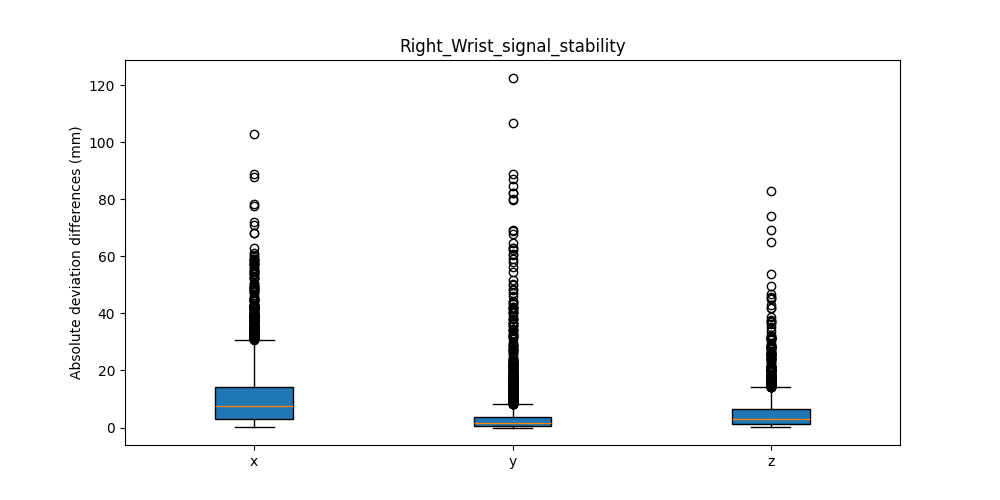 Right_Wrist_signal_stability
Absolute deviation differences (mm)
120
100
80
60
40
20
0
x y z